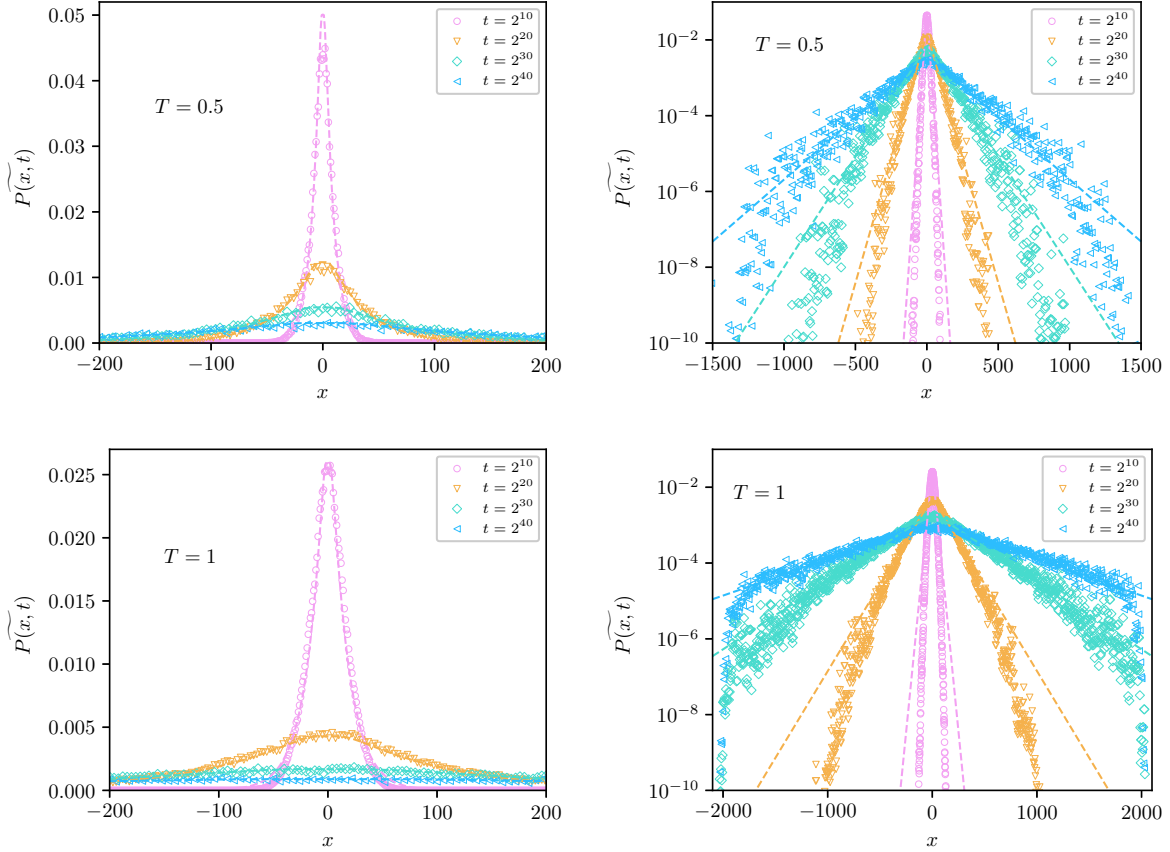 0.05
0.04
0.03
0.02
0.01
0.00
−200
−100
0
100
200
x
P(x, t)
T = 0.5
t = 2^10
t = 2^20
t = 2^30
t = 2^40
10^−2
10^−4
10^−6
10^−8
10^−10
−1500
−1000
−500
0
500
1000
1500
x
P(x, t)
T = 0.5
t = 2^10
t = 2^20
t = 2^30
t = 2^40
0.025
0.020
0.015
0.010
0.005
0.000
−200
−100
0
100
200
x
P(x, t)
T = 1
t = 2^10
t = 2^20
t = 2^30
t = 2^40
10^−2
10^−4
10^−6
10^−8
10^−10
−2000
−1000
0
1000
2000
x
P(x, t)
T = 1
t = 2^10
t = 2^20
t = 2^30
t = 2^40